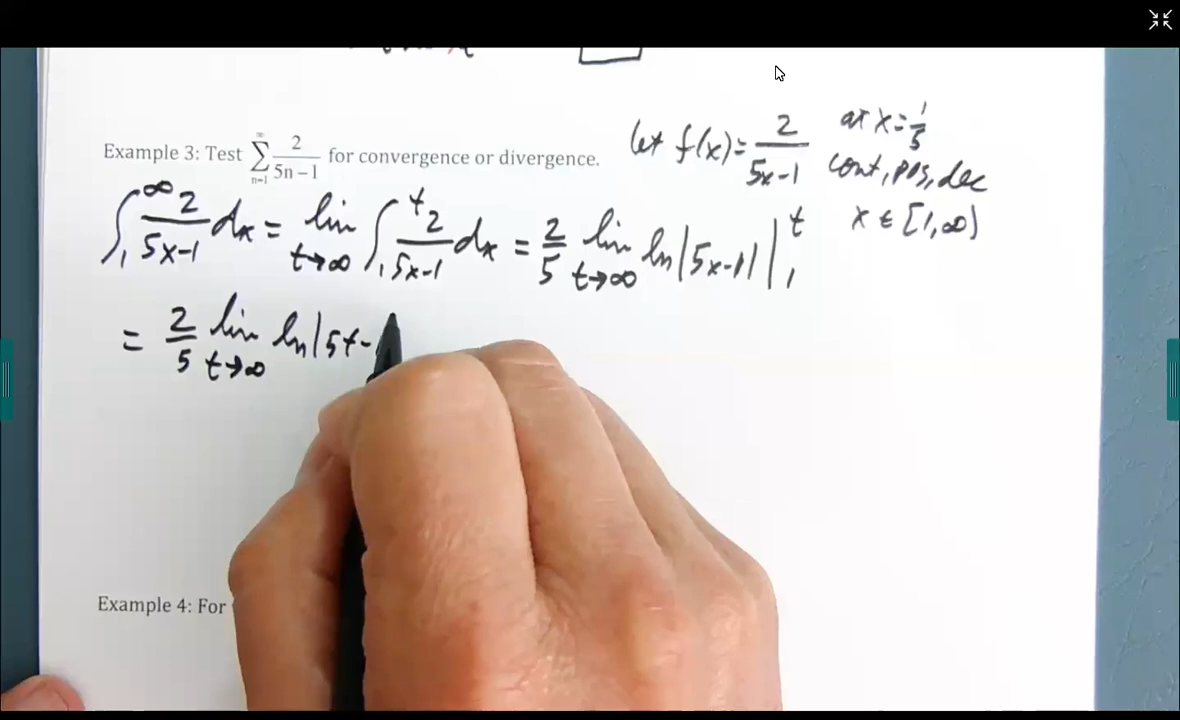 Example 3: Test ∑_{n=1}^{∞} 2/(5n−1) for convergence or divergence.
let f(x) = 2/(5x-1)
at x = 1/5
cont, pos, dec
x ∈ [1,∞)
∫_1^∞ 2/(5x-1) dx = lim_{t→∞} ∫_1^t 2/(5x-1) dx = 2/5 lim_{t→∞} ln|5x-1| |_1^t
= 2/5 lim_{t→∞} ln|5t-
Example 4: For